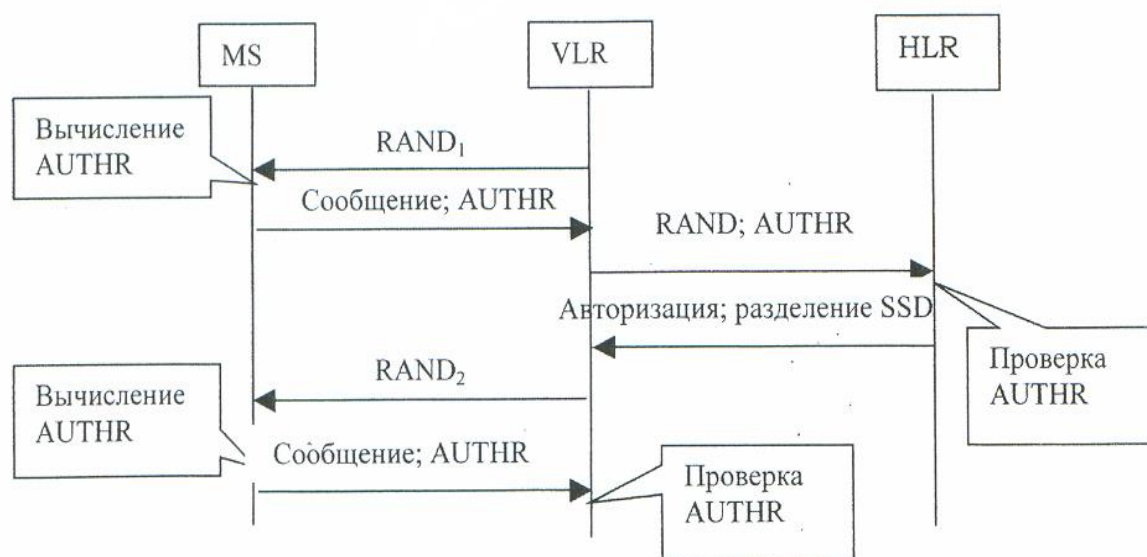 MS
VLR
HLR
Вычисление
AUTHR
RAND₁
Сообщение; AUTHR
RAND; AUTHR
Авторизация; разделение SSD
Проверка
AUTHR
RAND₂
Вычисление
AUTHR
Сообщение; AUTHR
Проверка
AUTHR